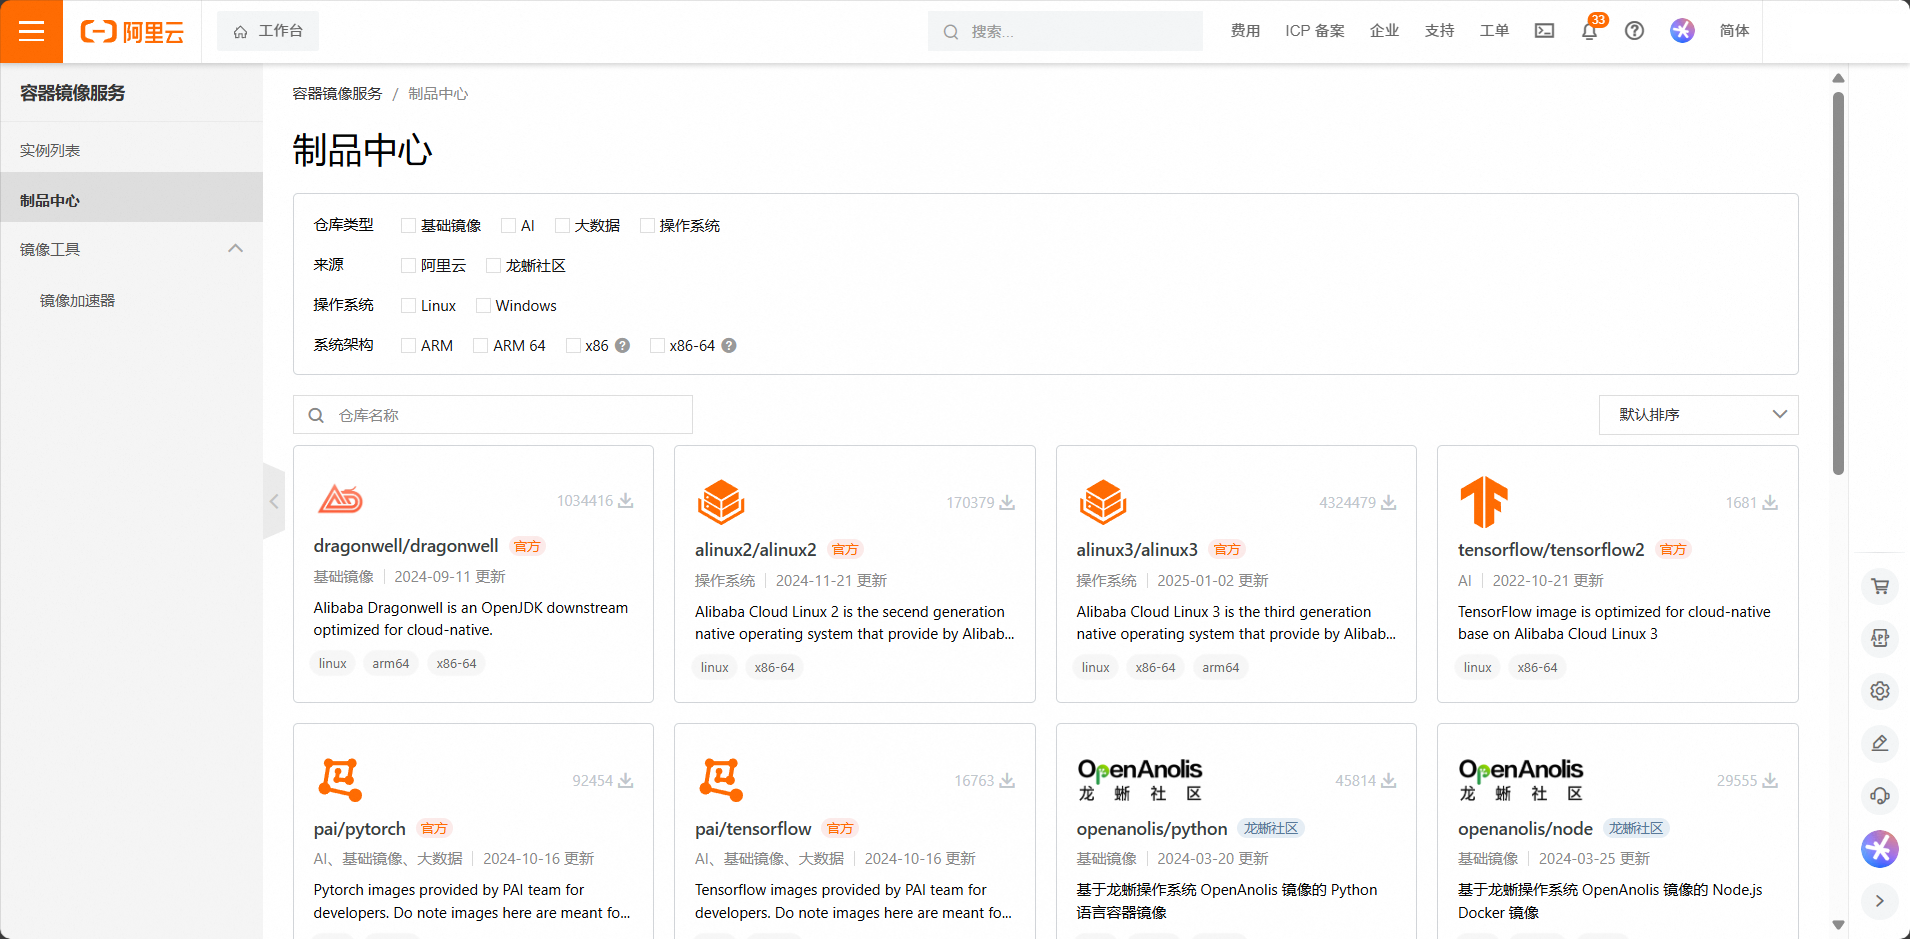 阿里云
工作台
搜索...
费用
ICP 备案
企业
支持
工单
33
简体
容器镜像服务
实例列表
制品中心
镜像工具
镜像加速器
容器镜像服务 / 制品中心
制品中心
仓库类型 基础镜像 AI 大数据 操作系统
来源 阿里云 龙蜥社区
操作系统 Linux Windows
系统架构 ARM ARM 64 x86 ? x86-64 ?
仓库名称
默认排序
1034416
dragonwell/dragonwell 官方
基础镜像 2024-09-11 更新
Alibaba Dragonwell is an OpenJDK downstream
optimized for cloud-native.
linux arm64 x86-64
170379
alinux2/alinux2 官方
操作系统 2024-11-21 更新
Alibaba Cloud Linux 2 is the secend generation
native operating system that provide by Alibab...
linux x86-64
4324479
alinux3/alinux3 官方
操作系统 2025-01-02 更新
Alibaba Cloud Linux 3 is the third generation
native operating system that provide by Alibab...
linux x86-64 arm64
1681
tensorflow/tensorflow2 官方
AI 2022-10-21 更新
TensorFlow image is optimized for cloud-native
base on Alibaba Cloud Linux 3
linux x86-64
92454
pai/pytorch 官方
AI、基础镜像、大数据 2024-10-16 更新
Pytorch images provided by PAI team for
developers. Do note images here are meant fo...
16763
pai/tensorflow 官方
AI、基础镜像、大数据 2024-10-16 更新
Tensorflow images provided by PAI team for
developers. Do note images here are meant fo...
OpenAnolis
龙蜥社区
45814
openanolis/python 龙蜥社区
基础镜像 2024-03-20 更新
基于龙蜥操作系统 OpenAnolis 镜像的 Python
语言容器镜像
OpenAnolis
龙蜥社区
29555
openanolis/node 龙蜥社区
基础镜像 2024-03-25 更新
基于龙蜥操作系统 OpenAnolis 镜像的 Node.js
Docker 镜像
APP